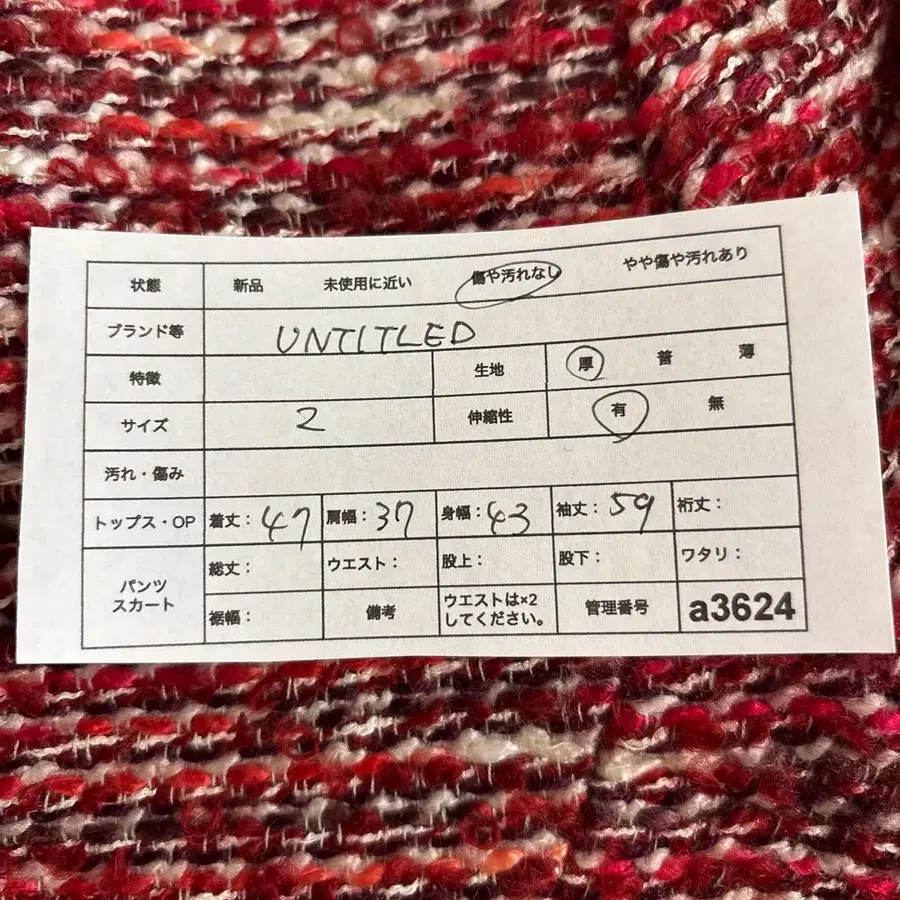 状態 新品 未使用に近い 傷や汚れなし やや傷や汚れあり
ブランド等 UNTITLED
特徴 生地 厚 普 薄
サイズ 2 伸縮性 有 無
汚れ・傷み
トップス・OP 着丈：47 肩幅：37 身幅：43 袖丈：59 裄丈：
パンツ スカート
総丈： ウエスト： 股上： 股下： ワタリ：
裾幅： 備考 ウエストは×2 してください。 管理番号 a3624